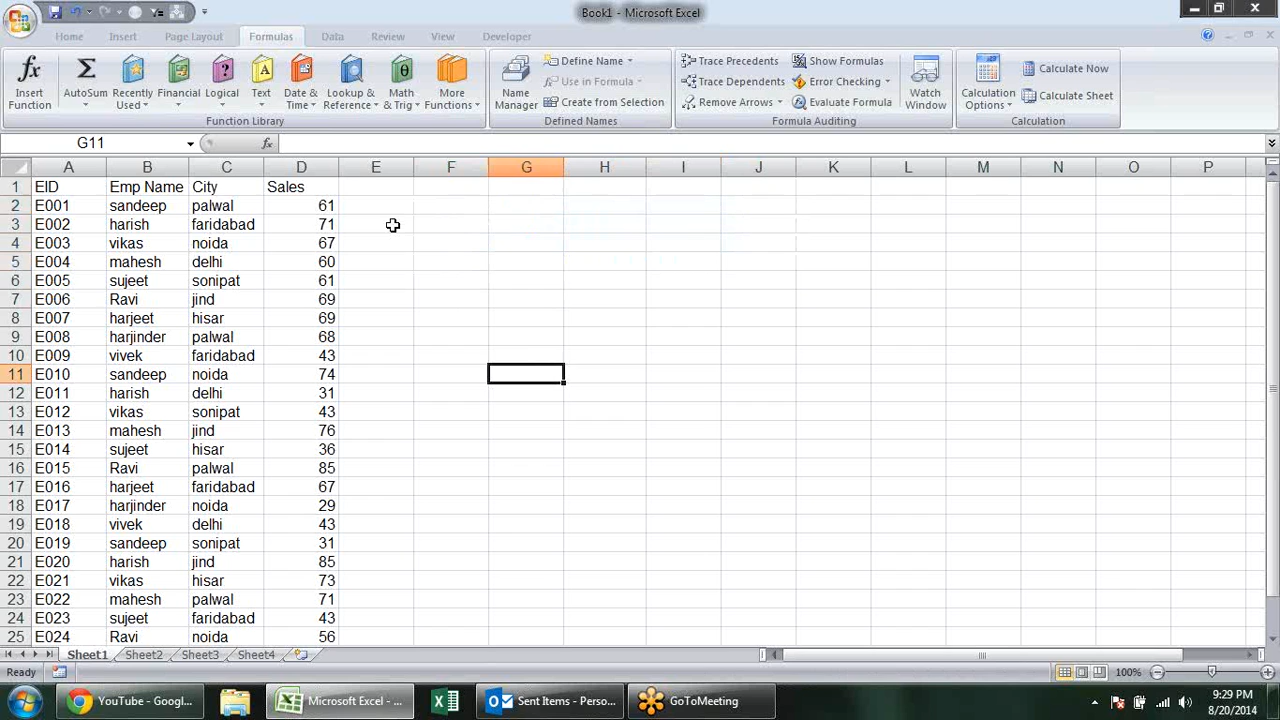 Book1 - Microsoft Excel
Home Insert Page Layout Formulas Data Review View Developer
Insert Function
AutoSum
Recently Used
Financial
Logical
Text
Date & Time
Lookup & Reference
Math & Trig
More Functions
Function Library
Name Manager
Define Name
Use in Formula
Create from Selection
Defined Names
Trace Precedents
Trace Dependents
Remove Arrows
Show Formulas
Error Checking
Evaluate Formula
Formula Auditing
Watch Window
Calculation Options
Calculate Now
Calculate Sheet
Calculation
G11 fx
A B C D E F G H I J K L M N O P
1 EID Emp Name City Sales
2 E001 sandeep palwal 61
3 E002 harish faridabad 71
4 E003 vikas noida 67
5 E004 mahesh delhi 60
6 E005 sujeet sonipat 61
7 E006 Ravi jind 69
8 E007 harjeet hisar 69
9 E008 harjinder palwal 68
10 E009 vivek faridabad 43
11 E010 sandeep noida 74
12 E011 harish delhi 31
13 E012 vikas sonipat 43
14 E013 mahesh jind 76
15 E014 sujeet hisar 36
16 E015 Ravi palwal 85
17 E016 harjeet faridabad 67
18 E017 harjinder noida 29
19 E018 vivek delhi 43
20 E019 sandeep sonipat 31
21 E020 harish jind 85
22 E021 vikas hisar 73
23 E022 mahesh palwal 71
24 E023 sujeet faridabad 43
25 E024 Ravi noida 56
Sheet1 Sheet2 Sheet3 Sheet4
Ready 100%
YouTube - Googl... Microsoft Excel - ... Sent Items - Perso... GoToMeeting
9:29 PM
8/20/2014